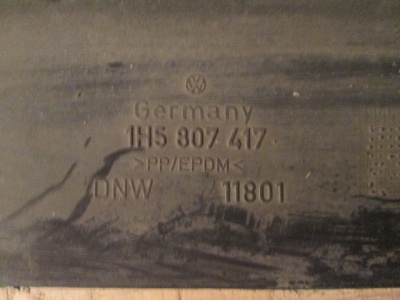 Germany
1H5 807 417
>PP/EPDM<
DNW 11801